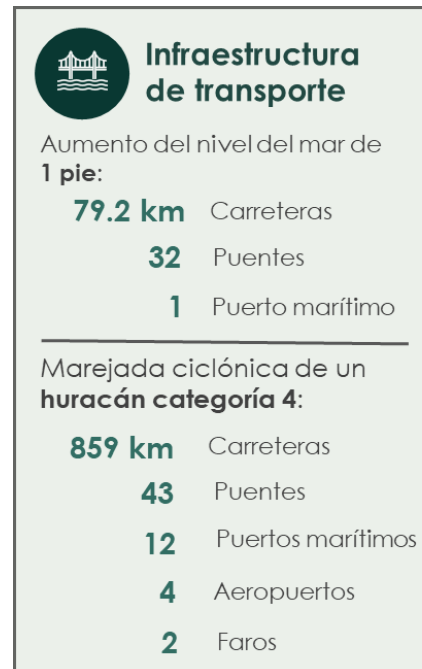 Infraestructura
de transporte
Aumento del nivel del mar de
1 pie:
79.2 km Carreteras
32 Puentes
1 Puerto marítimo
Marejada ciclónica de un
huracán categoría 4:
859 km Carreteras
43 Puentes
12 Puertos marítimos
4 Aeropuertos
2 Faros